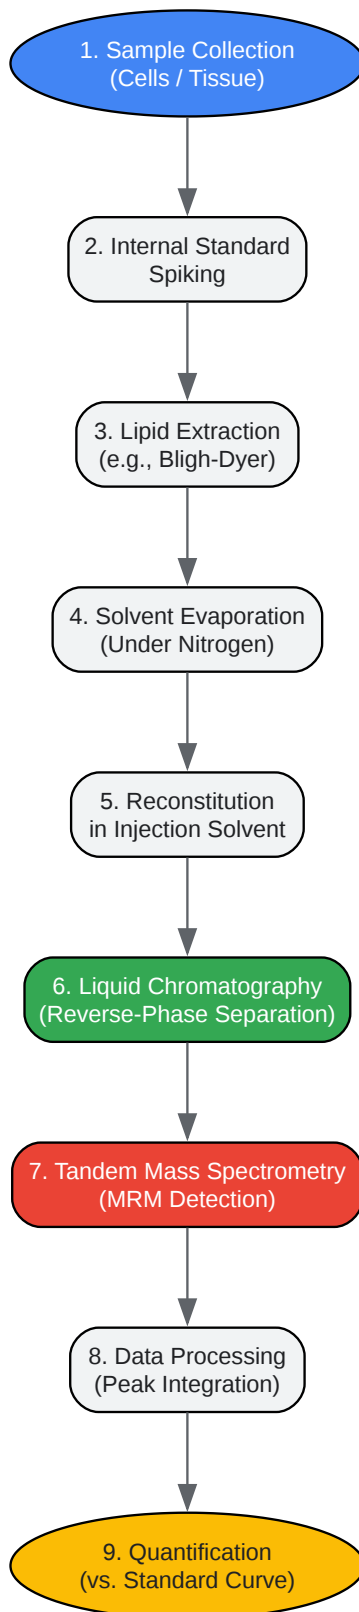 1. Sample Collection
(Cells / Tissue)
2. Internal Standard
Spiking
3. Lipid Extraction
(e.g., Bligh-Dyer)
4. Solvent Evaporation
(Under Nitrogen)
5. Reconstitution
in Injection Solvent
6. Liquid Chromatography
(Reverse-Phase Separation)
7. Tandem Mass Spectrometry
(MRM Detection)
8. Data Processing
(Peak Integration)
9. Quantification
(vs. Standard Curve)